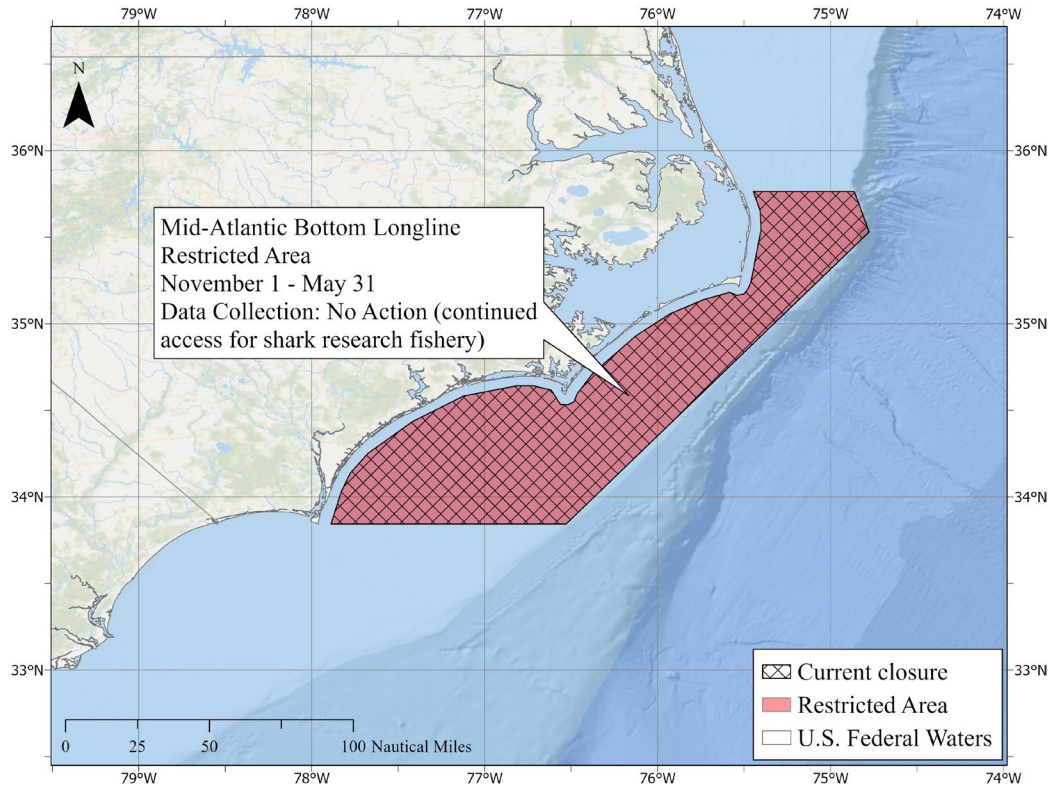 79°W 78°W 77°W 76°W 75°W 74°W
N
36°N 36°N
Mid-Atlantic Bottom Longline
Restricted Area
November 1 - May 31
Data Collection: No Action (continued
access for shark research fishery)
35°N 35°N
34°N 34°N
33°N 33°N
Current closure
Restricted Area
U.S. Federal Waters
0 25 50 100 Nautical Miles
79°W 78°W 77°W 76°W 75°W 74°W